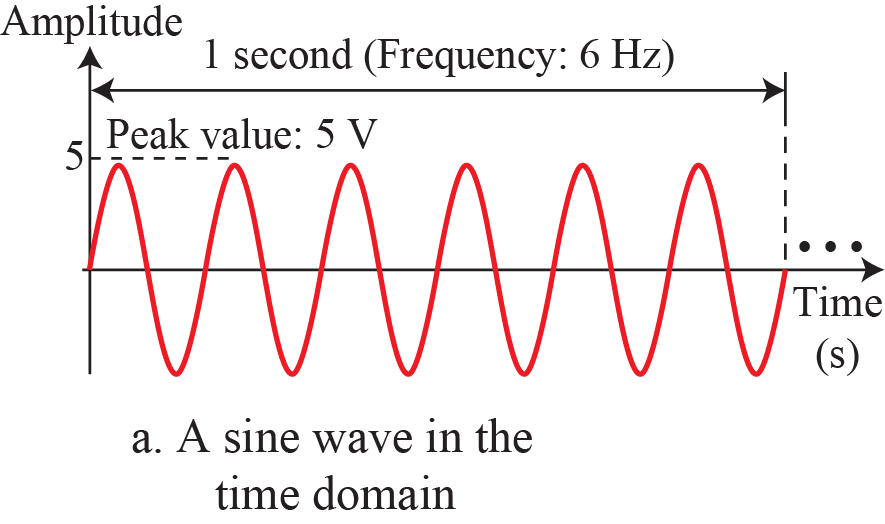 Amplitude
1 second (Frequency: 6 Hz)
Peak value: 5 V
5
Time
(s)
a. A sine wave in the
time domain